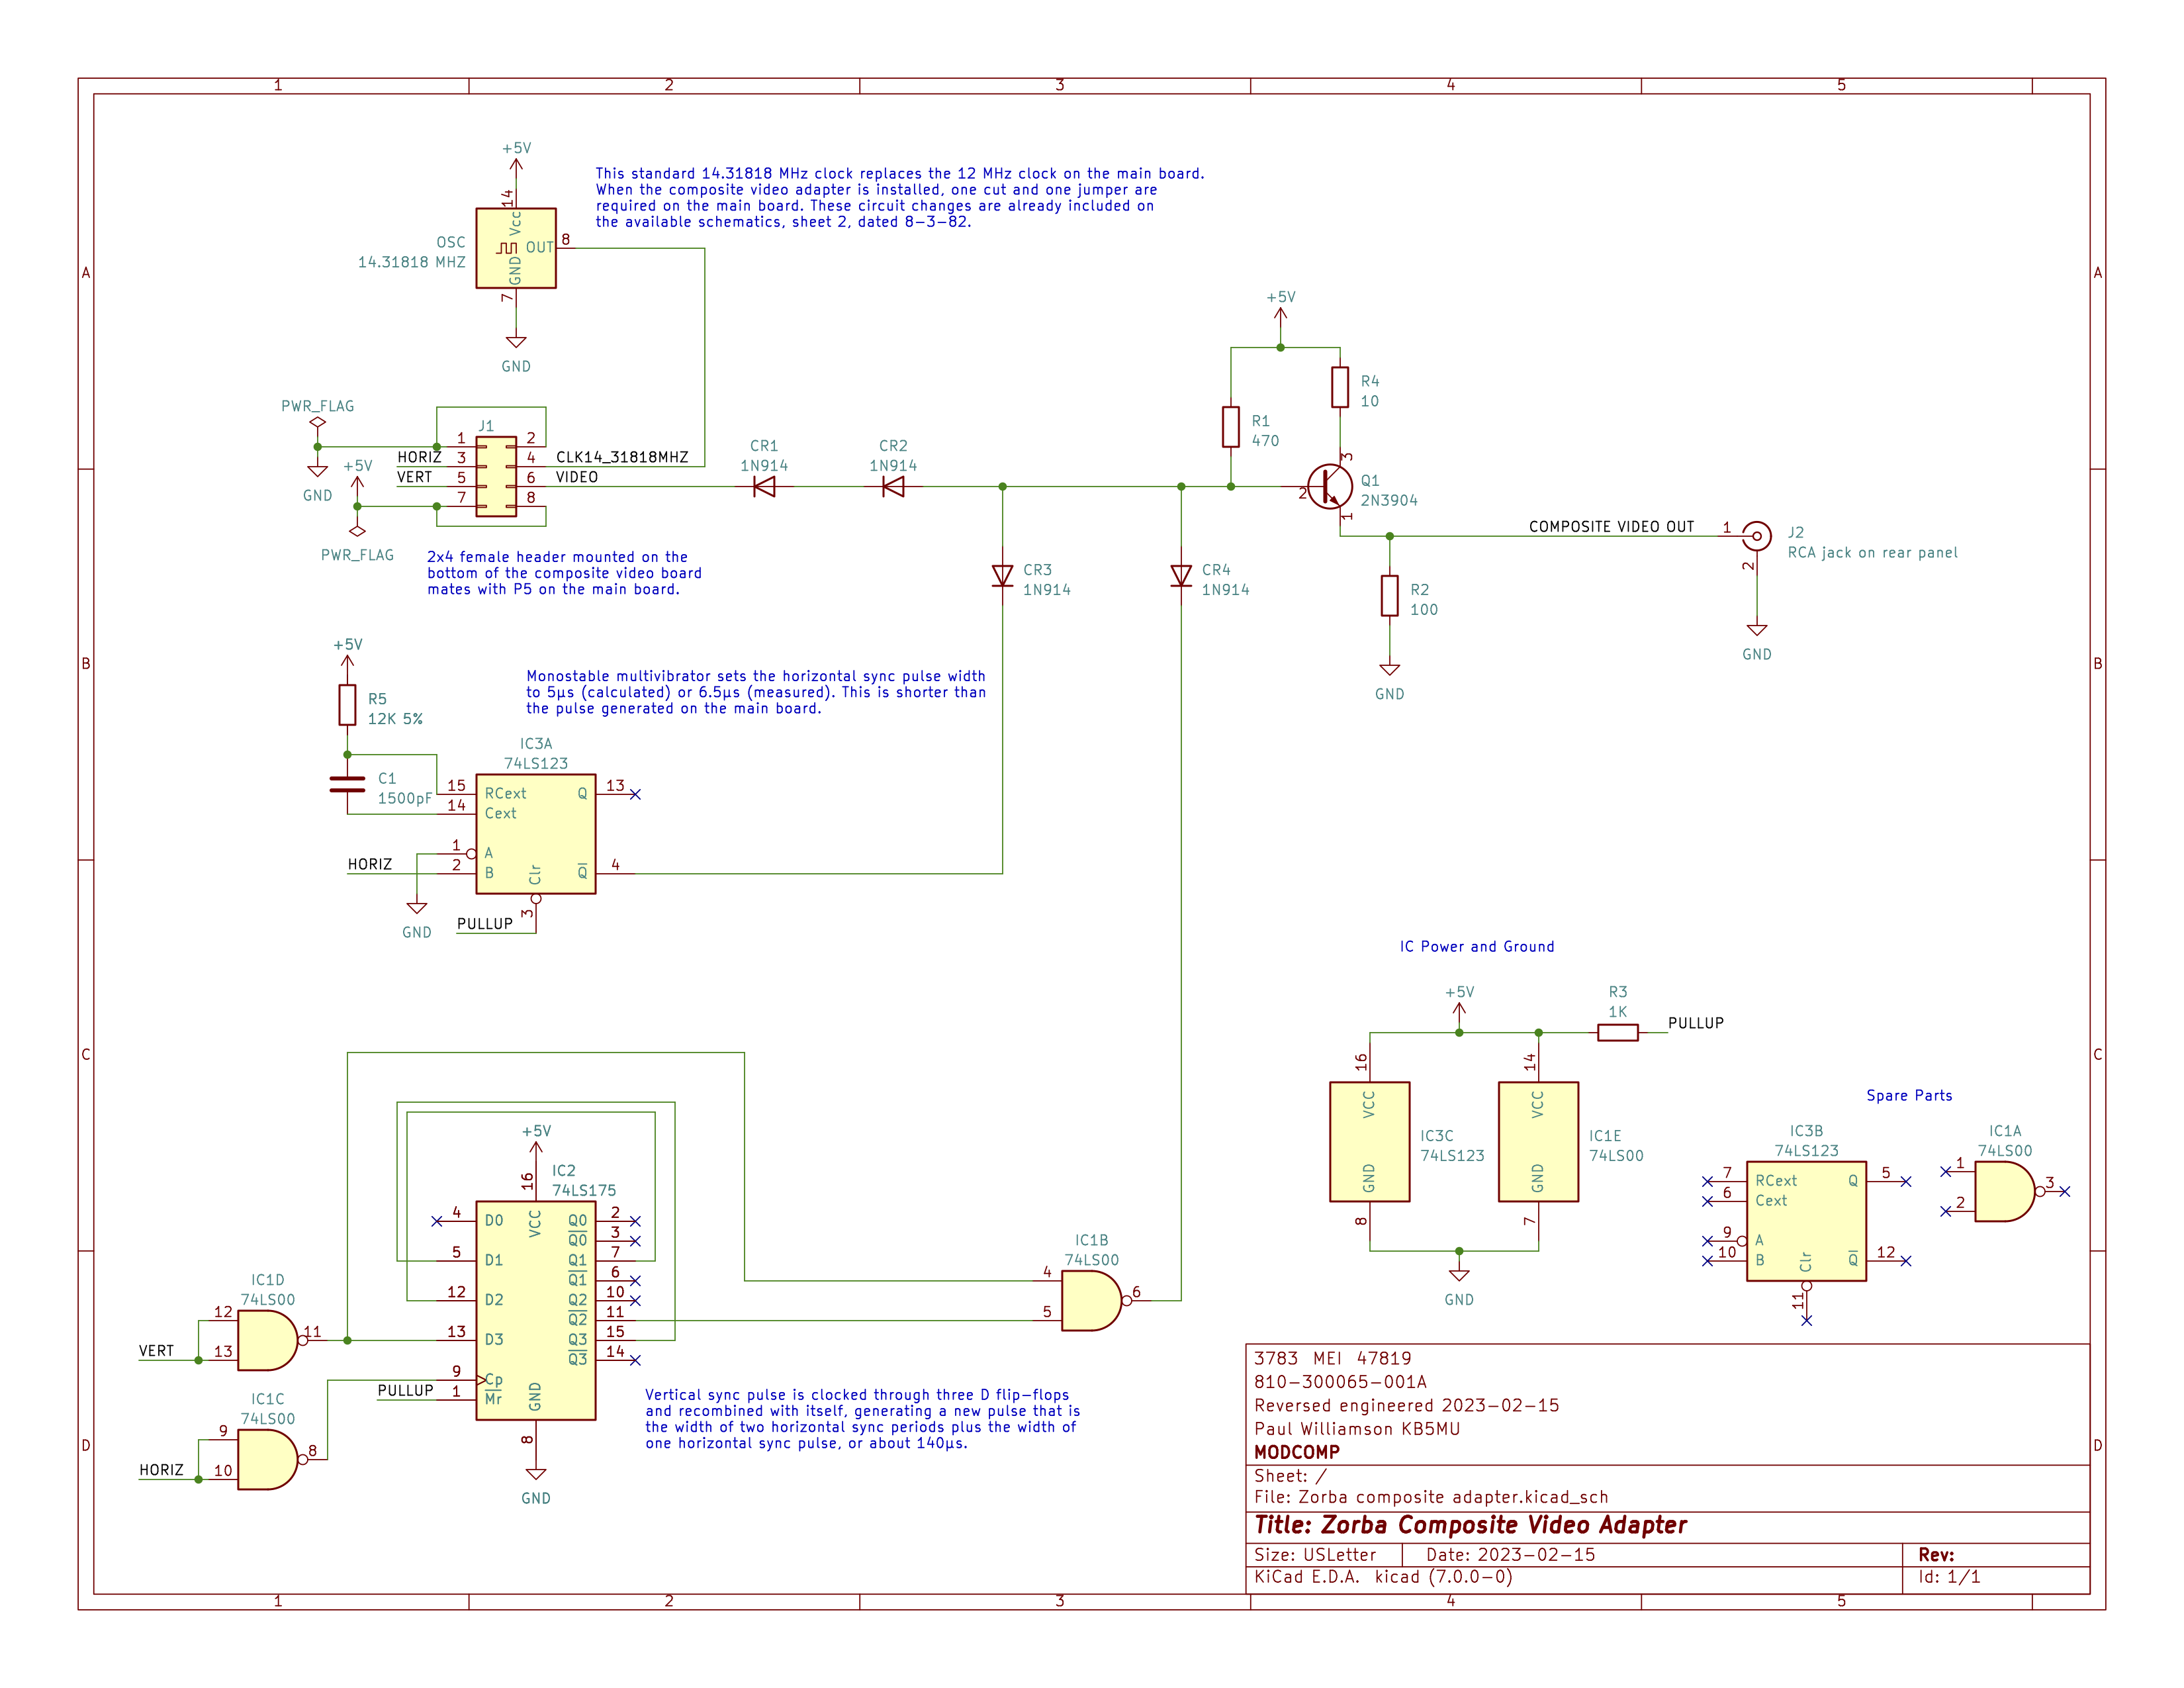 1 2 3 4 5
A A
B B
C C
D D
1 2 3 4 5
+5V
14
Vcc
OSC
14.31818 MHZ
OUT
8
GND
7
GND
This standard 14.31818 MHz clock replaces the 12 MHz clock on the main board.
When the composite video adapter is installed, one cut and one jumper are
required on the main board. These circuit changes are already included on
the available schematics, sheet 2, dated 8-3-82.
PWR_FLAG
GND
+5V
PWR_FLAG
J1
1 2
HORIZ 3 4 CLK14_31818MHZ
VERT 5 6 VIDEO
7 8
2x4 female header mounted on the
bottom of the composite video board
mates with P5 on the main board.
CR1
1N914
CR2
1N914
CR3
1N914
CR4
1N914
+5V
R1
470
R4
10
3
2
1
Q1
2N3904
R2
100
GND
COMPOSITE VIDEO OUT
1
2
J2
RCA jack on rear panel
GND
Monostable multivibrator sets the horizontal sync pulse width
to 5µs (calculated) or 6.5µs (measured). This is shorter than
the pulse generated on the main board.
+5V
R5
12K 5%
C1
1500pF
IC3A
74LS123
15 RCext Q 13
14 Cext
1 A
HORIZ 2 B Q 4
Clr
3
PULLUP
GND
IC Power and Ground
+5V
R3
1K
PULLUP
16
VCC
GND
8
IC3C
74LS123
14
VCC
GND
7
IC1E
74LS00
GND
Spare Parts
IC3B
74LS123
7 RCext Q 5
6 Cext
9 A
10 B Q 12
Clr
11
IC1A
74LS00
1
2
3
+5V
16
VCC
IC2
74LS175
4 D0 Q0 2
Q0 3
5 D1 Q1 7
Q1 6
12 D2 Q2 10
Q2 11
13 D3 Q3 15
Q3 14
9 Cp
PULLUP 1 Mr
GND
8
GND
IC1D
74LS00
12
13
11
VERT
IC1C
74LS00
9
10
8
HORIZ
IC1B
74LS00
4
5
6
Vertical sync pulse is clocked through three D flip-flops
and recombined with itself, generating a new pulse that is
the width of two horizontal sync periods plus the width of
one horizontal sync pulse, or about 140µs.
3783 MEI 47819
810-300065-001A
Reversed engineered 2023-02-15
Paul Williamson KB5MU
MODCOMP
Sheet: /
File: Zorba composite adapter.kicad_sch
Title: Zorba Composite Video Adapter
Size: USLetter Date: 2023-02-15 Rev:
KiCad E.D.A. kicad (7.0.0-0) Id: 1/1